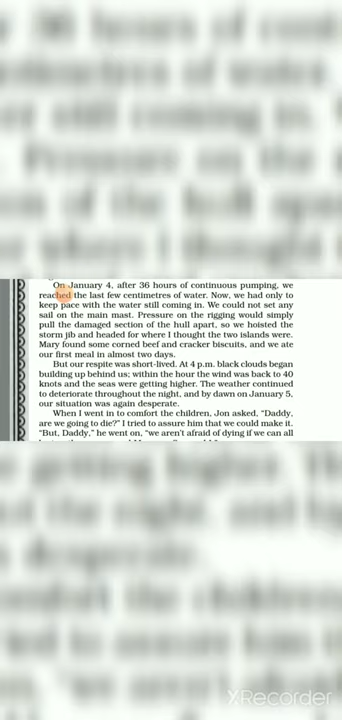 On January 4, after 36 hours of continuous pumping, we
reached the last few centimetres of water. Now, we had only to
keep pace with the water still coming in. We could not set any
sail on the main mast. Pressure on the rigging would simply
pull the damaged section of the hull apart, so we hoisted the
storm jib and headed for where I thought the two islands were.
Mary found some corned beef and cracker biscuits, and we ate
our first meal in almost two days.
But our respite was short-lived. At 4 p.m. black clouds began
building up behind us; within the hour the wind was back to 40
knots and the seas were getting higher. The weather continued
to deteriorate throughout the night, and by dawn on January 5,
our situation was again desperate.
When I went in to comfort the children, Jon asked, “Daddy,
are we going to die?” I tried to assure him that we could make it.
“But, Daddy,” he went on, “we aren’t afraid of dying if we can all
XRecorder